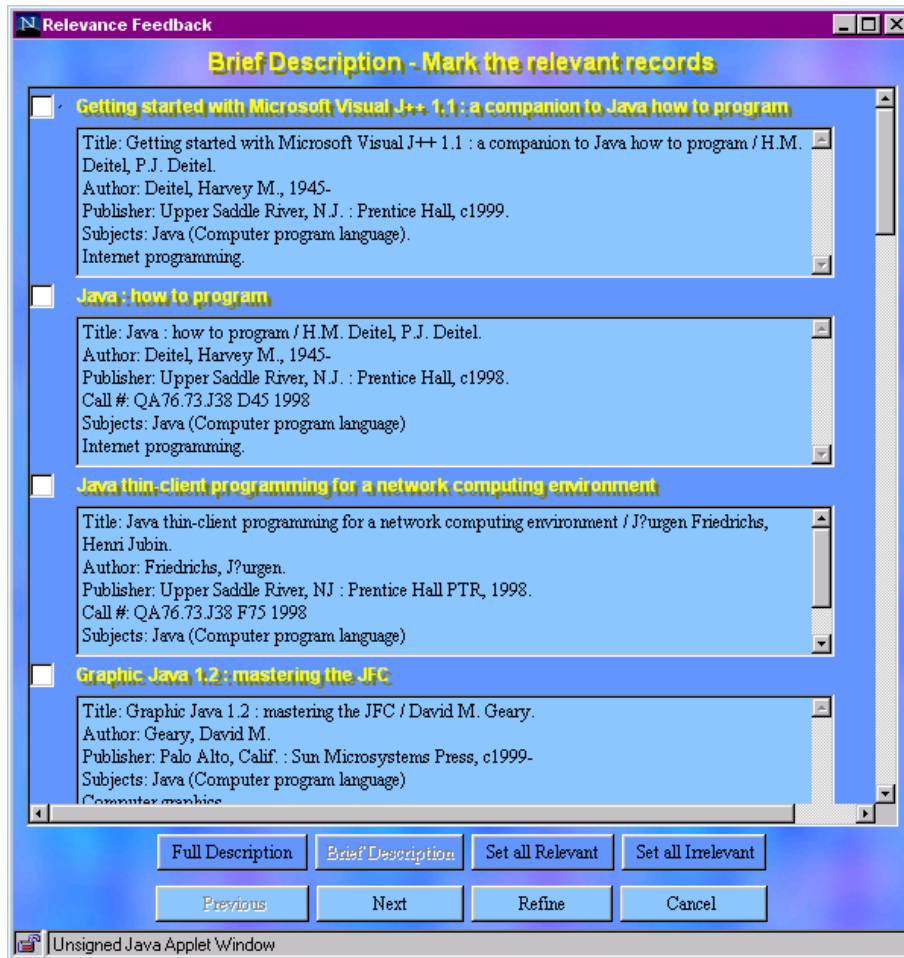 N Relevance Feedback
Brief Description - Mark the relevant records
Getting started with Microsoft Visual J++ 1.1 : a companion to Java how to program
Title: Getting started with Microsoft Visual J++ 1.1 : a companion to Java how to program / H.M.
Deitel, P.J. Deitel.
Author: Deitel, Harvey M., 1945-
Publisher: Upper Saddle River, N.J. : Prentice Hall, c1999.
Subjects: Java (Computer program language).
Internet programming.
Java : how to program
Title: Java : how to program / H.M. Deitel, P.J. Deitel.
Author: Deitel, Harvey M., 1945-
Publisher: Upper Saddle River, N.J. : Prentice Hall, c1998.
Call #: QA76.73.J38 D45 1998
Subjects: Java (Computer program language)
Internet programming.
Java thin-client programming for a network computing environment
Title: Java thin-client programming for a network computing environment / J?urgen Friedrichs,
Henri Jubin.
Author: Friedrichs, J?urgen.
Publisher: Upper Saddle River, NJ : Prentice Hall PTR, 1998.
Call #: QA76.73.J38 F75 1998
Subjects: Java (Computer program language)
Graphic Java 1.2 : mastering the JFC
Title: Graphic Java 1.2 : mastering the JFC / David M. Geary.
Author: Geary, David M.
Publisher: Palo Alto, Calif. : Sun Microsystems Press, c1999-
Subjects: Java (Computer program language)
Computer graphics
Full Description Brief Description Set all Relevant Set all Irrelevant
Previous Next Refine Cancel
Unsigned Java Applet Window